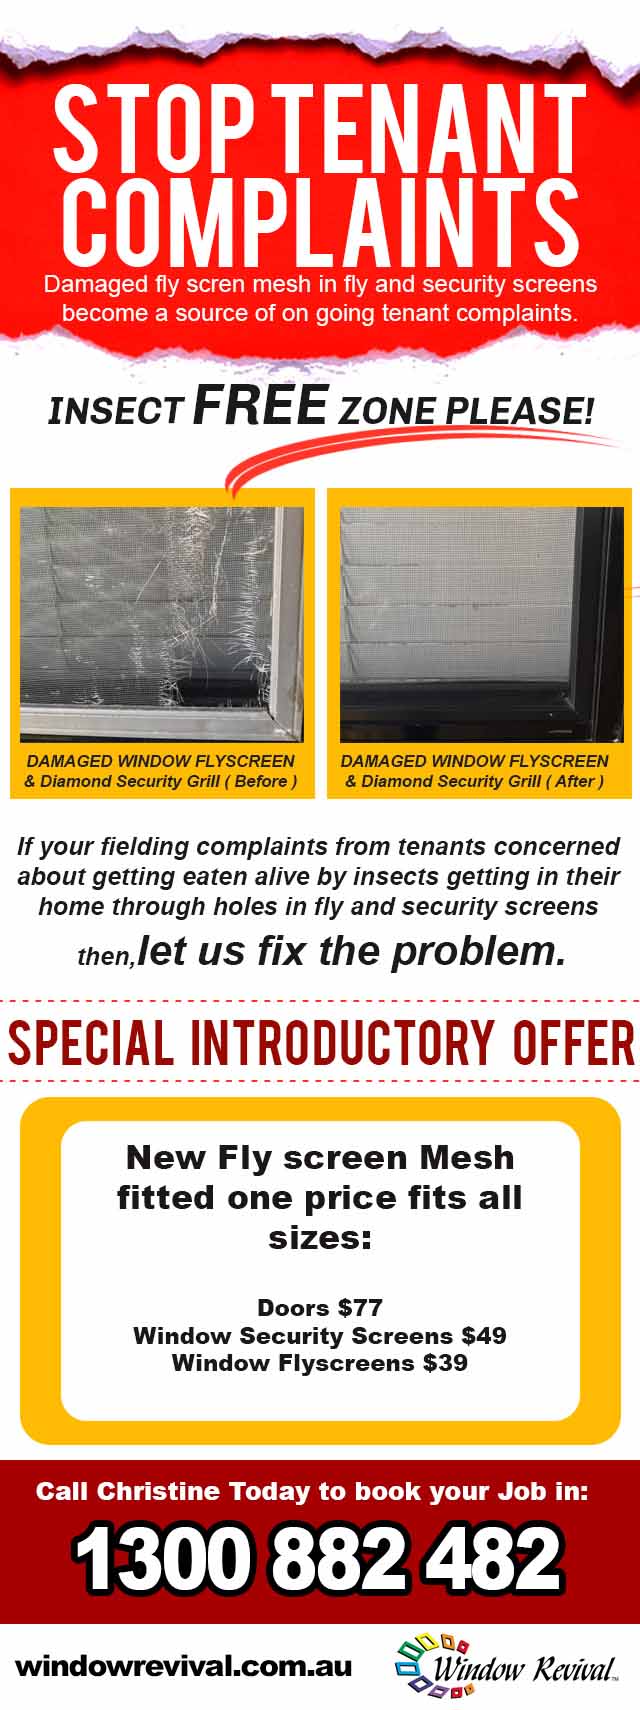 STOP TENANT
COMPLAINTS
Damaged fly scren mesh in fly and security screens
become a source of on going tenant complaints.
INSECT FREE ZONE PLEASE!
DAMAGED WINDOW FLYSCREEN
& Diamond Security Grill ( Before )
DAMAGED WINDOW FLYSCREEN
& Diamond Security Grill ( After )
If your fielding complaints from tenants concerned
about getting eaten alive by insects getting in their
home through holes in fly and security screens
then,let us fix the problem.
SPECIAL INTRODUCTORY OFFER
New Fly screen Mesh
fitted one price fits all
sizes:
Doors $77
Window Security Screens $49
Window Flyscreens $39
Call Christine Today to book your Job in:
1300 882 482
windowrevival.com.au
Window Revival™